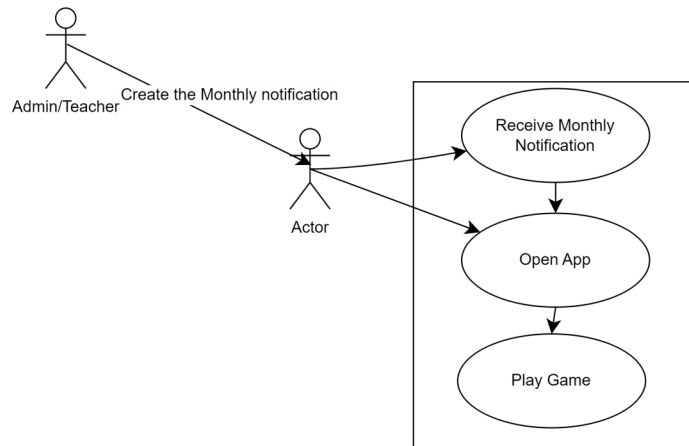 Admin/Teacher
Create the Monthly notification
Actor
Receive Monthly
Notification
Open App
Play Game